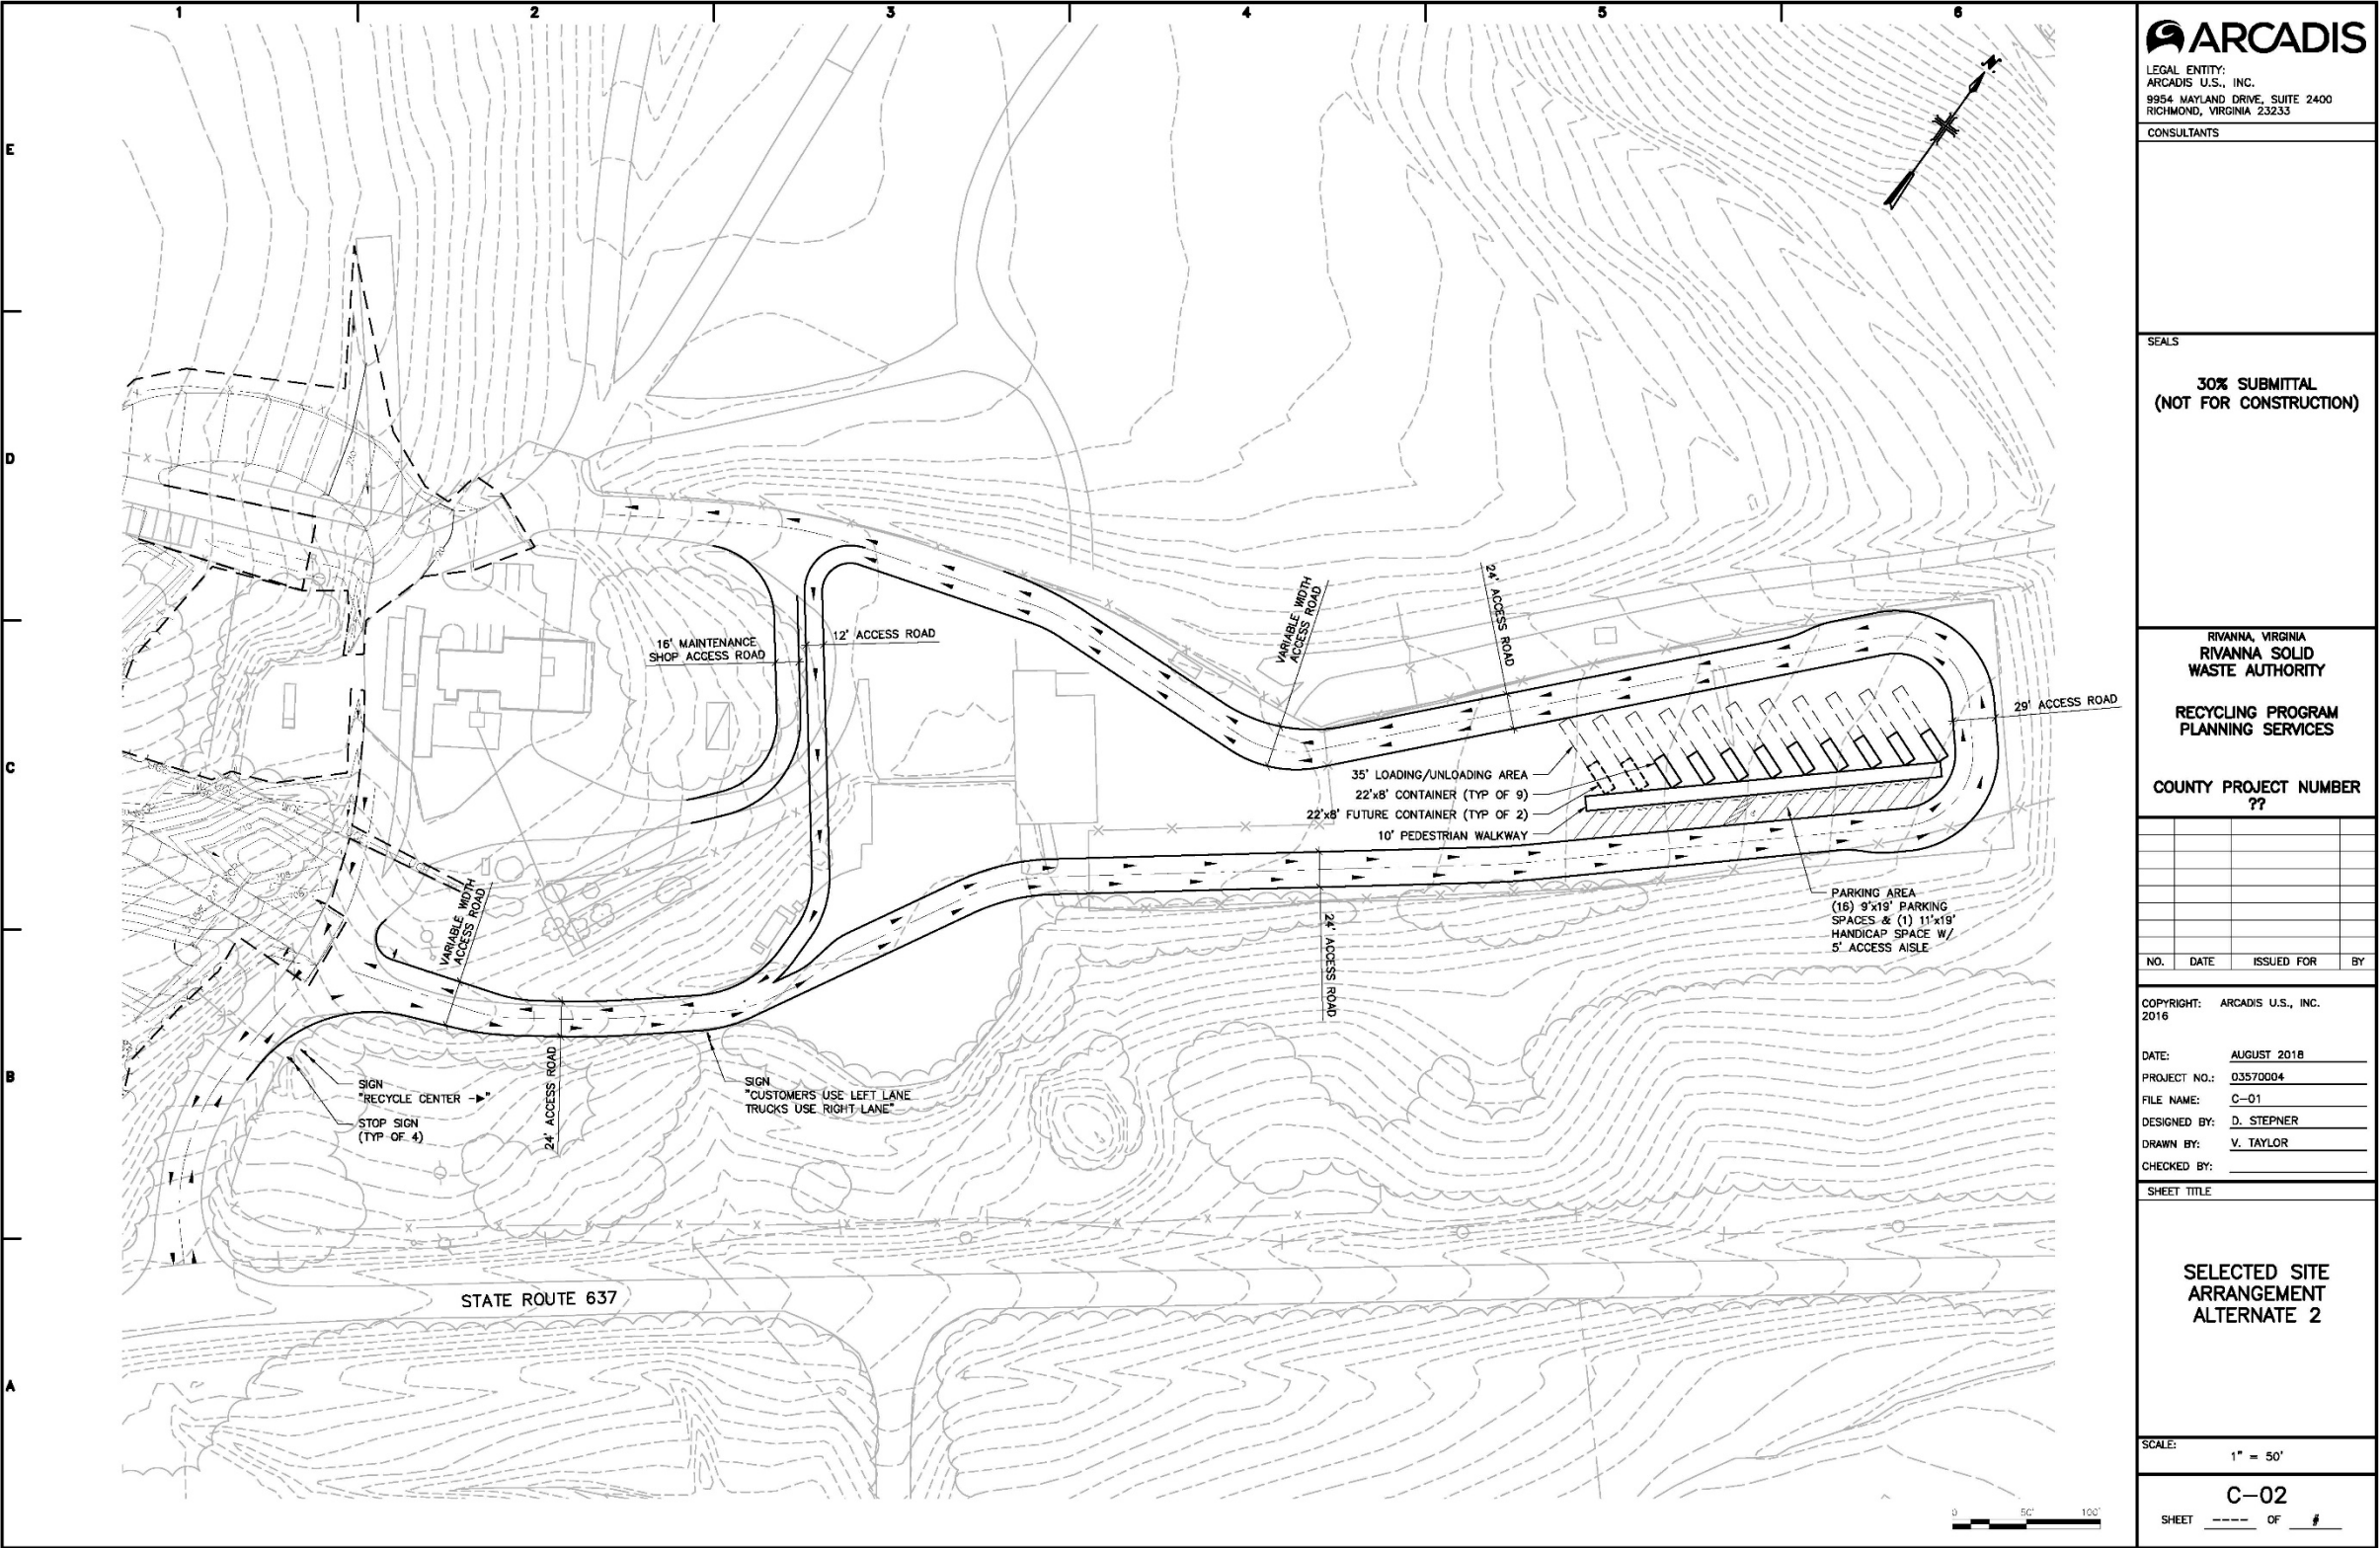 1
2
3
4
5
6
E
D
C
B
A
N
16' MAINTENANCE
SHOP ACCESS ROAD
12' ACCESS ROAD
VARIABLE WIDTH
ACCESS ROAD
24' ACCESS ROAD
29' ACCESS ROAD
35' LOADING/UNLOADING AREA
22'x8' CONTAINER (TYP OF 9)
22'x8' FUTURE CONTAINER (TYP OF 2)
10' PEDESTRIAN WALKWAY
PARKING AREA
(16) 9'x19' PARKING
SPACES & (1) 11'x19'
HANDICAP SPACE W/
5' ACCESS AISLE
VARIABLE WIDTH
ACCESS ROAD
24' ACCESS ROAD
24' ACCESS ROAD
SIGN
"RECYCLE CENTER -►"
STOP SIGN
(TYP OF 4)
SIGN
"CUSTOMERS USE LEFT LANE
TRUCKS USE RIGHT LANE"
STATE ROUTE 637
0 50' 100'
ARCADIS
LEGAL ENTITY:
ARCADIS U.S., INC.
9954 MAYLAND DRIVE, SUITE 2400
RICHMOND, VIRGINIA 23233
CONSULTANTS
SEALS
30% SUBMITTAL
(NOT FOR CONSTRUCTION)
RIVANNA, VIRGINIA
RIVANNA SOLID
WASTE AUTHORITY
RECYCLING PROGRAM
PLANNING SERVICES
COUNTY PROJECT NUMBER
??
NO. DATE ISSUED FOR BY
COPYRIGHT: ARCADIS U.S., INC.
2016
DATE: AUGUST 2018
PROJECT NO.: 03570004
FILE NAME: C-01
DESIGNED BY: D. STEPNER
DRAWN BY: V. TAYLOR
CHECKED BY:
SHEET TITLE
SELECTED SITE
ARRANGEMENT
ALTERNATE 2
SCALE:
1" = 50'
C-02
SHEET ---- OF #